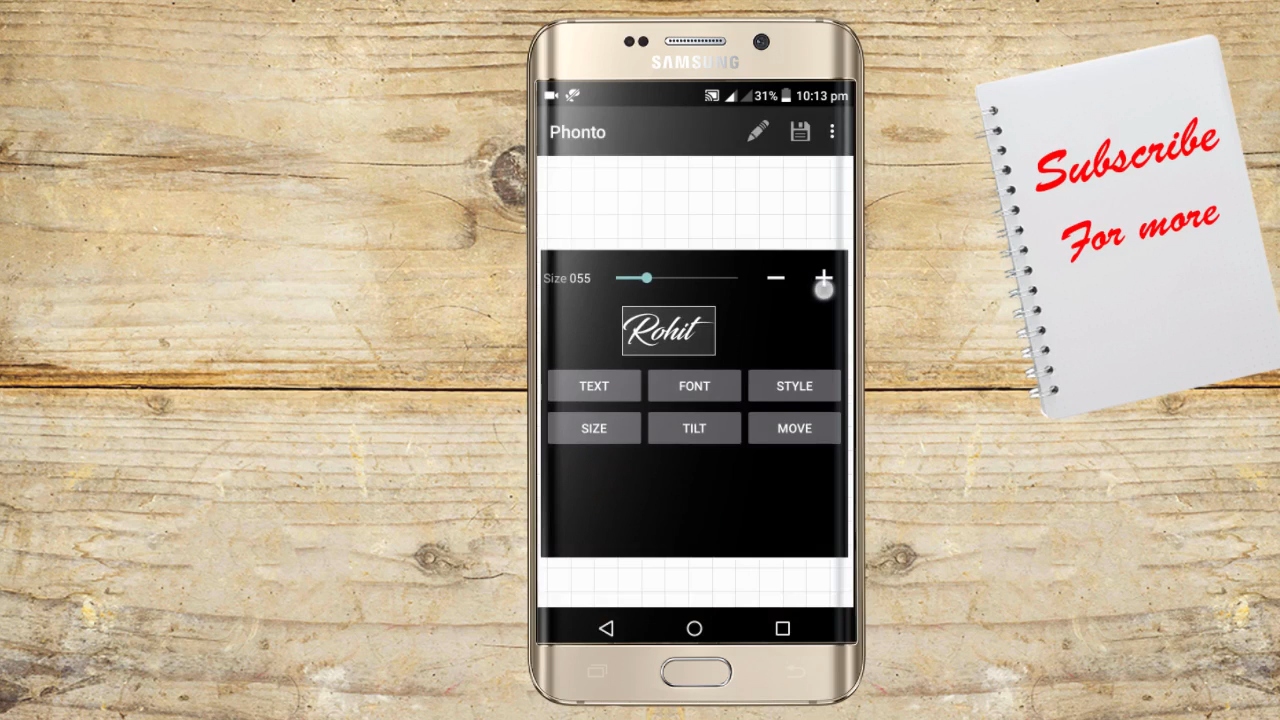 SAMSUNG
31% 10:13 pm
Phonto
Size 055
Rohit
TEXT FONT STYLE
SIZE TILT MOVE
Subscribe
For more